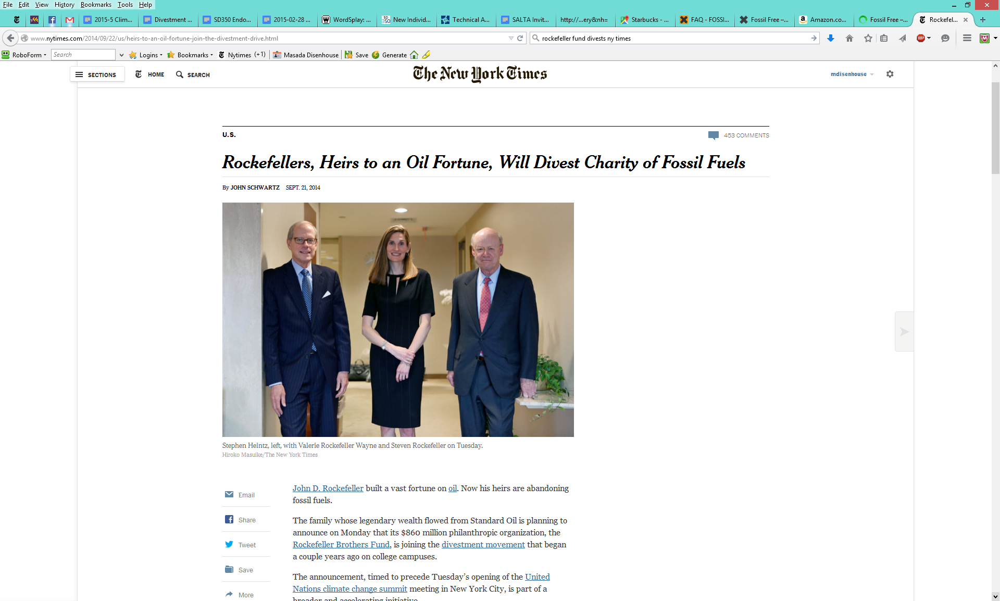 File Edit View History Bookmarks Tools Help
2015-5 Clim... Divestment ... SD350 Endo... 2015-02-28 ... WordSplay: ... New Individ... Technical A... SALTA Invit... http://...ery&nh= Starbucks - ... FAQ - FOSSI... Fossil Free –... Amazon.co... Fossil Free –... Rockefel...
www.nytimes.com/2014/09/22/us/heirs-to-an-oil-fortune-join-the-divestment-drive.html rockefeller fund divests ny times ABP
RoboForm Search Logins Bookmarks Nytimes (+1) Masada Disenhouse Save Generate
SECTIONS HOME SEARCH The New York Times mdisenhouse
U.S. 453 COMMENTS
Rockefellers, Heirs to an Oil Fortune, Will Divest Charity of Fossil Fuels
By JOHN SCHWARTZ SEPT. 21, 2014
Stephen Heintz, left, with Valerie Rockefeller Wayne and Steven Rockefeller on Tuesday.
Hiroko Masuike/The New York Times
Email
Share
Tweet
Save
More
John D. Rockefeller built a vast fortune on oil. Now his heirs are abandoning
fossil fuels.
The family whose legendary wealth flowed from Standard Oil is planning to
announce on Monday that its $860 million philanthropic organization, the
Rockefeller Brothers Fund, is joining the divestment movement that began
a couple years ago on college campuses.
The announcement, timed to precede Tuesday’s opening of the United
Nations climate change summit meeting in New York City, is part of a
broader and accelerating initiative.